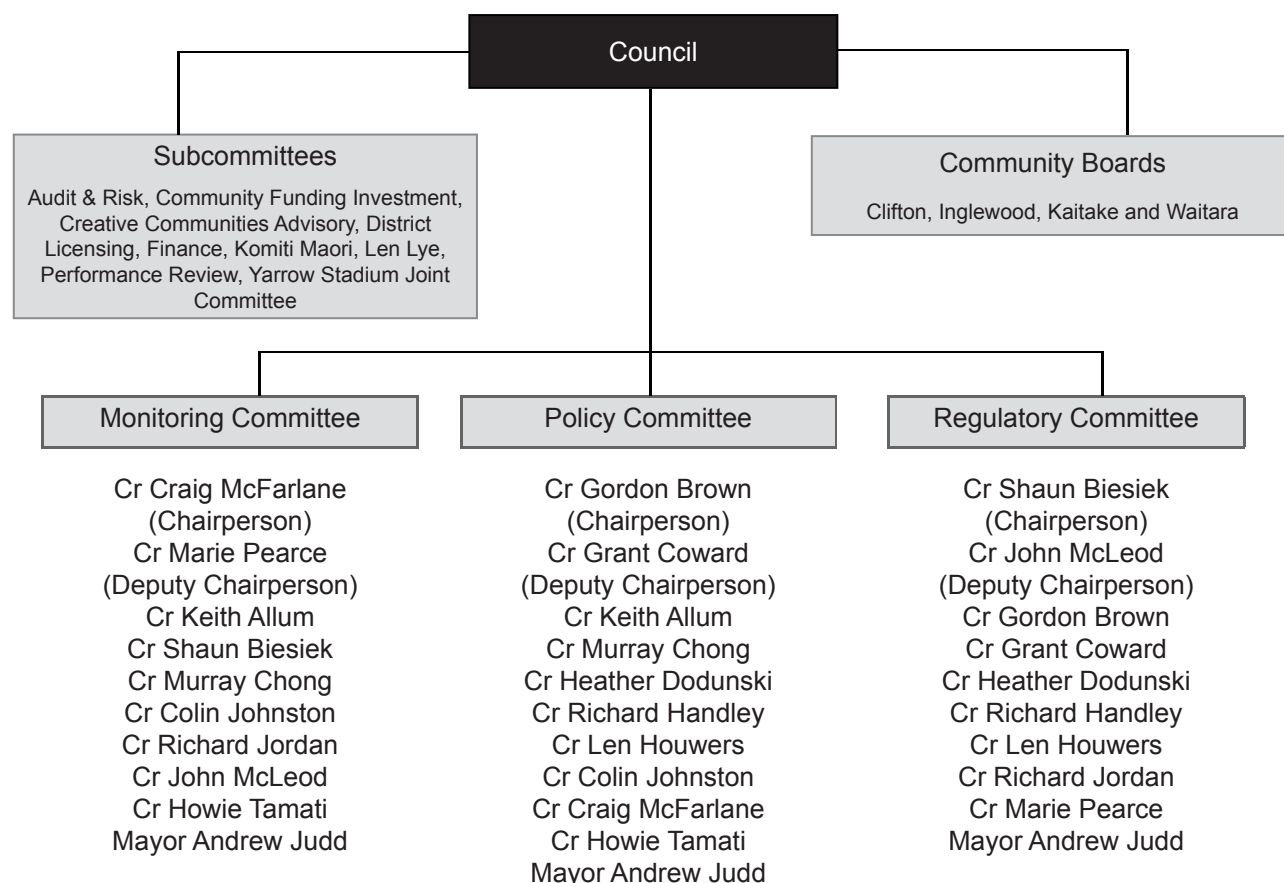 Council
Subcommittees
Audit & Risk, Community Funding Investment,
Creative Communities Advisory, District
Licensing, Finance, Komiti Maori, Len Lye,
Performance Review, Yarrow Stadium Joint
Committee
Community Boards
Clifton, Inglewood, Kaitake and Waitara
Monitoring Committee
Cr Craig McFarlane
(Chairperson)
Cr Marie Pearce
(Deputy Chairperson)
Cr Keith Allum
Cr Shaun Biesiek
Cr Murray Chong
Cr Colin Johnston
Cr Richard Jordan
Cr John McLeod
Cr Howie Tamati
Mayor Andrew Judd
Policy Committee
Cr Gordon Brown
(Chairperson)
Cr Grant Coward
(Deputy Chairperson)
Cr Keith Allum
Cr Murray Chong
Cr Heather Dodunski
Cr Richard Handley
Cr Len Houwers
Cr Colin Johnston
Cr Craig McFarlane
Cr Howie Tamati
Mayor Andrew Judd
Regulatory Committee
Cr Shaun Biesiek
(Chairperson)
Cr John McLeod
(Deputy Chairperson)
Cr Gordon Brown
Cr Grant Coward
Cr Heather Dodunski
Cr Richard Handley
Cr Len Houwers
Cr Richard Jordan
Cr Marie Pearce
Mayor Andrew Judd